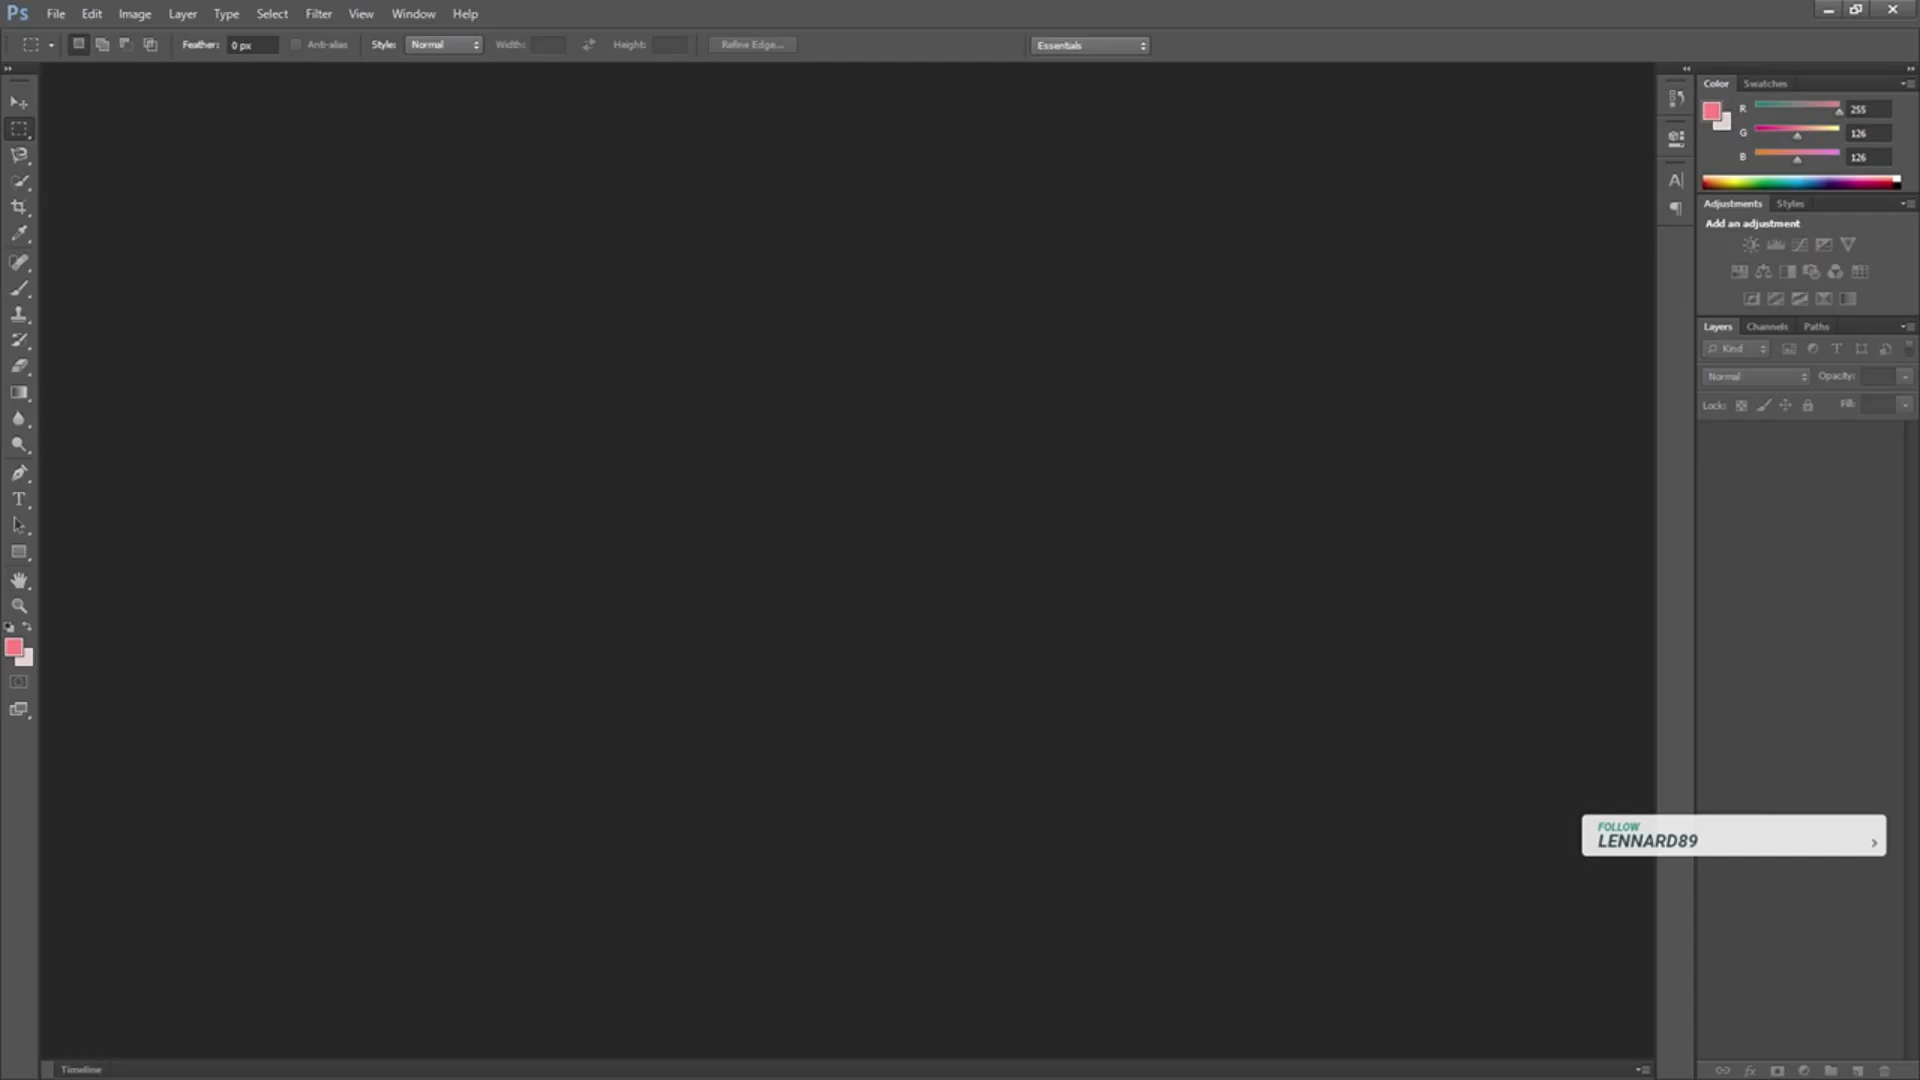 Ps File Edit Image Layer Type Select Filter View Window Help
Feather: 0 px Anti-alias Style: Normal Width: Height: Refine Edge... Essentials
Color Swatches
R 255
G 126
B 126
Adjustments Styles
Add an adjustment
Layers Channels Paths
Kind
Normal Opacity:
Lock: Fill:
FOLLOW
LENNARD89
Timeline